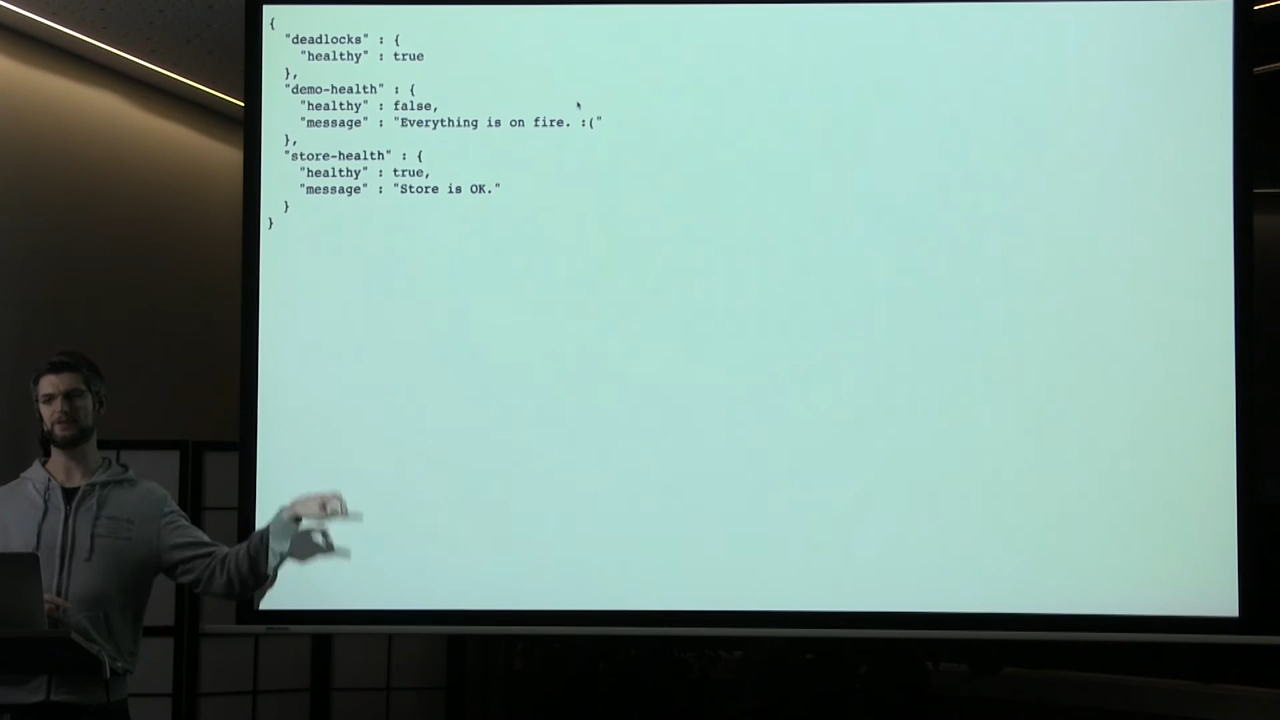 {
"deadlocks" : {
"healthy" : true
},
"demo-health" : {
"healthy" : false,
"message" : "Everything is on fire. :("
},
"store-health" : {
"healthy" : true,
"message" : "Store is OK."
}
}